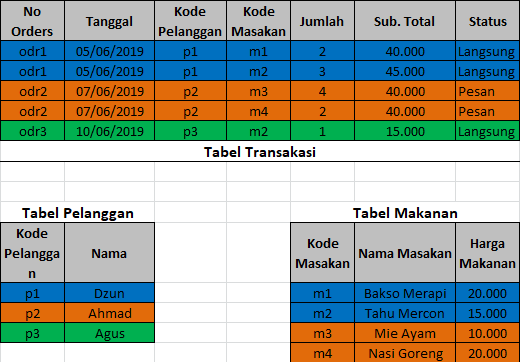 No Orders Tanggal Kode Pelanggan Kode Masakan Jumlah Sub. Total Status
odr1 05/06/2019 p1 m1 2 40.000 Langsung
odr1 05/06/2019 p1 m2 3 45.000 Langsung
odr2 07/06/2019 p2 m3 4 40.000 Pesan
odr2 07/06/2019 p2 m4 2 40.000 Pesan
odr3 10/06/2019 p3 m2 1 15.000 Langsung
Tabel Transakasi
Tabel Pelanggan
Kode Pelanggan Nama
p1 Dzun
p2 Ahmad
p3 Agus
Tabel Makanan
Kode Masakan Nama Masakan Harga Makanan
m1 Bakso Merapi 20.000
m2 Tahu Mercon 15.000
m3 Mie Ayam 10.000
m4 Nasi Goreng 20.000